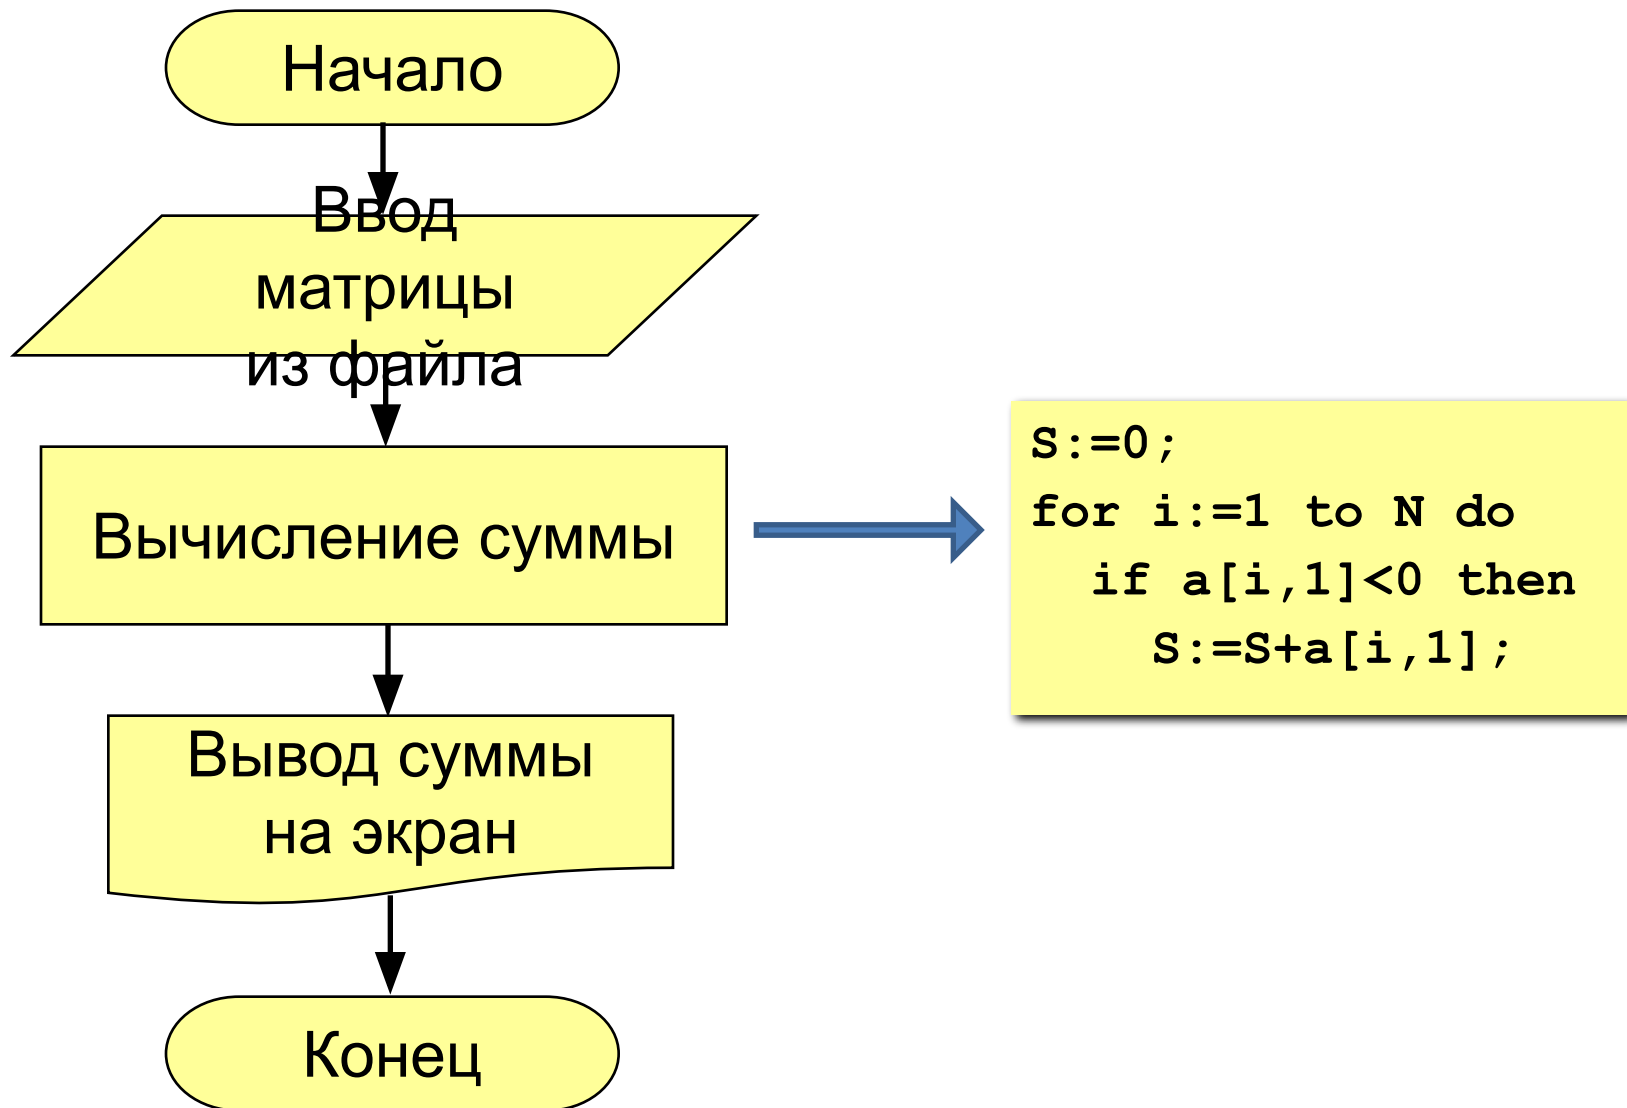 Начало
Ввод
матрицы
из файла
Вычисление суммы
S:=0;
for i:=1 to N do
  if a[i,1]<0 then
    S:=S+a[i,1];
Вывод суммы
на экран
Конец